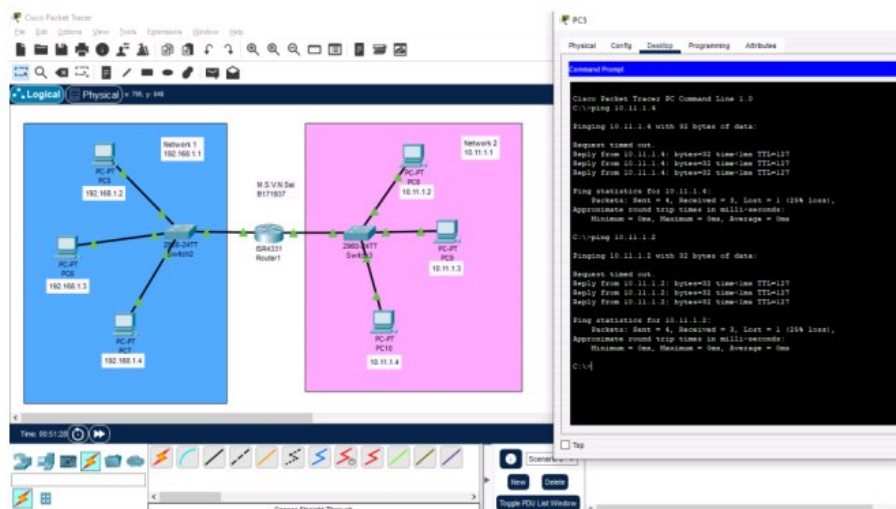 Cisco Packet Tracer
File Edit Options View Tools Extensions Window Help
Logical Physical x: 795, y: 848
Network 1
192.168.1.1
PC-PT
PC5
192.168.1.2
PC-PT
PC6
192.168.1.3
PC-PT
PC7
192.168.1.4
2960-24TT
Switch2
M.S.V.N.Sai
B171937
ISR4331
Router1
Network 2
10.11.1.1
PC-PT
PC8
10.11.1.2
2960-24TT
Switch3
PC-PT
PC9
10.11.1.3
PC-PT
PC10
10.11.1.4
Time: 00:51:28
Scenario
New Delete
Toggle PDU List Window
Copper Straight-Through
PC5
Physical Config Desktop Programming Attributes
Command Prompt
Cisco Packet Tracer PC Command Line 1.0
C:\>ping 10.11.1.4
Pinging 10.11.1.4 with 32 bytes of data:
Request timed out.
Reply from 10.11.1.4: bytes=32 time<1ms TTL=127
Reply from 10.11.1.4: bytes=32 time<1ms TTL=127
Reply from 10.11.1.4: bytes=32 time<1ms TTL=127
Ping statistics for 10.11.1.4:
Packets: Sent = 4, Received = 3, Lost = 1 (25% loss),
Approximate round trip times in milli-seconds:
Minimum = 0ms, Maximum = 0ms, Average = 0ms
C:\>ping 10.11.1.2
Pinging 10.11.1.2 with 32 bytes of data:
Request timed out.
Reply from 10.11.1.2: bytes=32 time<1ms TTL=127
Reply from 10.11.1.2: bytes=32 time<1ms TTL=127
Reply from 10.11.1.2: bytes=32 time<1ms TTL=127
Ping statistics for 10.11.1.2:
Packets: Sent = 4, Received = 3, Lost = 1 (25% loss),
Approximate round trip times in milli-seconds:
Minimum = 0ms, Maximum = 0ms, Average = 0ms
C:\>
Top